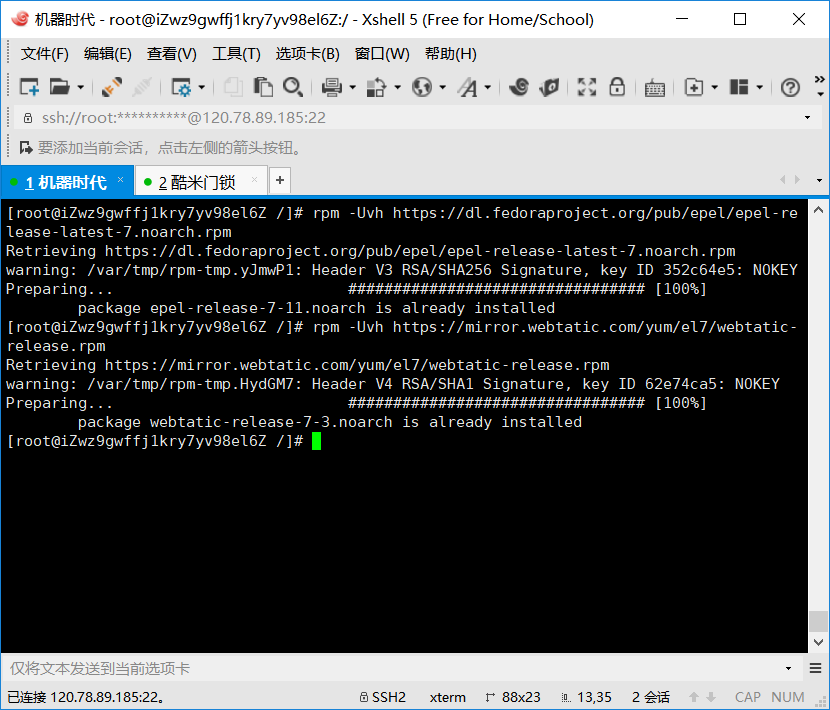 机器时代 - root@iZwz9gwffj1kry7yv98el6Z:/ - Xshell 5 (Free for Home/School)
文件(F) 编辑(E) 查看(V) 工具(T) 选项卡(B) 窗口(W) 帮助(H)
ssh://root:**********@120.78.89.185:22
要添加当前会话，点击左侧的箭头按钮。
1 机器时代 × 2 酷米门锁 × +
[root@iZwz9gwffj1kry7yv98el6Z /]# rpm -Uvh https://dl.fedoraproject.org/pub/epel/epel-re
lease-latest-7.noarch.rpm
Retrieving https://dl.fedoraproject.org/pub/epel/epel-release-latest-7.noarch.rpm
warning: /var/tmp/rpm-tmp.yJmwP1: Header V3 RSA/SHA256 Signature, key ID 352c64e5: NOKEY
Preparing...                          ################################# [100%]
        package epel-release-7-11.noarch is already installed
[root@iZwz9gwffj1kry7yv98el6Z /]# rpm -Uvh https://mirror.webtatic.com/yum/el7/webtatic-
release.rpm
Retrieving https://mirror.webtatic.com/yum/el7/webtatic-release.rpm
warning: /var/tmp/rpm-tmp.HydGM7: Header V4 RSA/SHA1 Signature, key ID 62e74ca5: NOKEY
Preparing...                          ################################# [100%]
        package webtatic-release-7-3.noarch is already installed
[root@iZwz9gwffj1kry7yv98el6Z /]#
仅将文本发送到当前选项卡
已连接 120.78.89.185:22。 SSH2 xterm 88x23 13,35 2 会话 CAP NUM